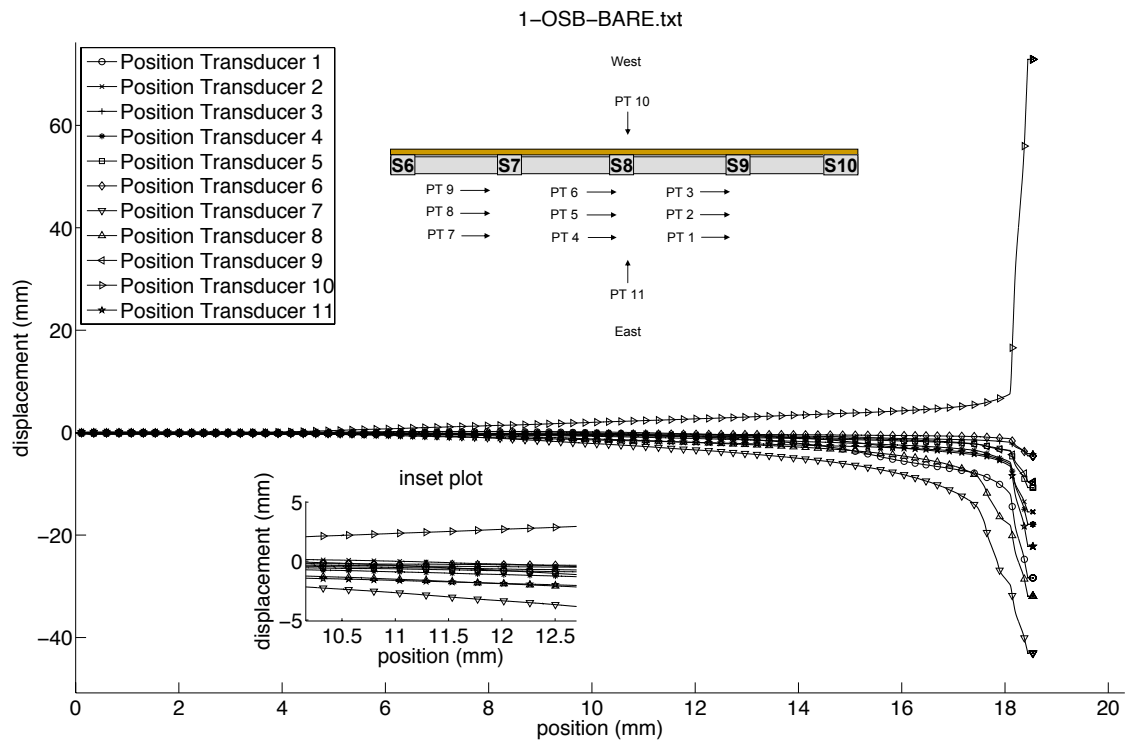 1−OSB−BARE.txt
Position Transducer 1
Position Transducer 2
Position Transducer 3
Position Transducer 4
Position Transducer 5
Position Transducer 6
Position Transducer 7
Position Transducer 8
Position Transducer 9
Position Transducer 10
Position Transducer 11
West
PT 10
S6 S7 S8 S9 S10
PT 9 PT 6 PT 3
PT 8 PT 5 PT 2
PT 7 PT 4 PT 1
PT 11
East
displacement (mm)
60
40
20
0
−20
−40
inset plot
displacement (mm)
5
0
−5
10.5 11 11.5 12 12.5
position (mm)
0 2 4 6 8 10 12 14 16 18 20
position (mm)